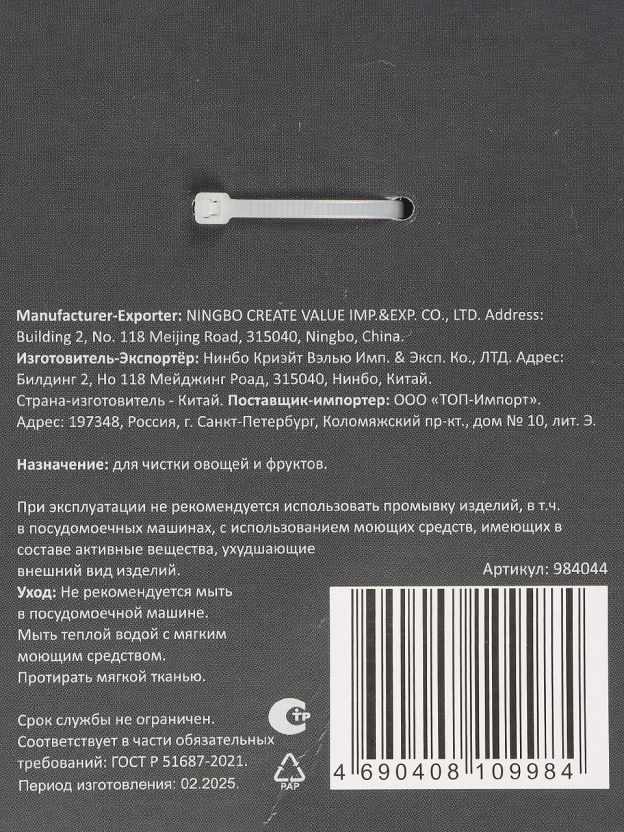 Manufacturer-Exporter: NINGBO CREATE VALUE IMP.&EXP. CO., LTD. Address:
Building 2, No. 118 Meijing Road, 315040, Ningbo, China.
Изготовитель-Экспортёр: Нинбо Криэйт Вэлью Имп. & Эксп. Ко., ЛТД. Адрес:
Билдинг 2, Но 118 Мейджинг Роад, 315040, Нинбо, Китай.
Страна-изготовитель - Китай. Поставщик-импортер: ООО «ТОП-Импорт».
Адрес: 197348, Россия, г. Санкт-Петербург, Коломяжский пр-кт., дом № 10, лит. Э.
Назначение: для чистки овощей и фруктов.
При эксплуатации не рекомендуется использовать промывку изделий, в т.ч.
в посудомоечных машинах, с использованием моющих средств, имеющих в
составе активные вещества, ухудшающие
внешний вид изделий.
Артикул: 984044
Уход: Не рекомендуется мыть
в посудомоечной машине.
Мыть теплой водой с мягким
моющим средством.
Протирать мягкой тканью.
Срок службы не ограничен.
Соответствует в части обязательных
требований: ГОСТ Р 51687-2021.
Период изготовления: 02.2025.
СТР
PAP
4 690408 109984